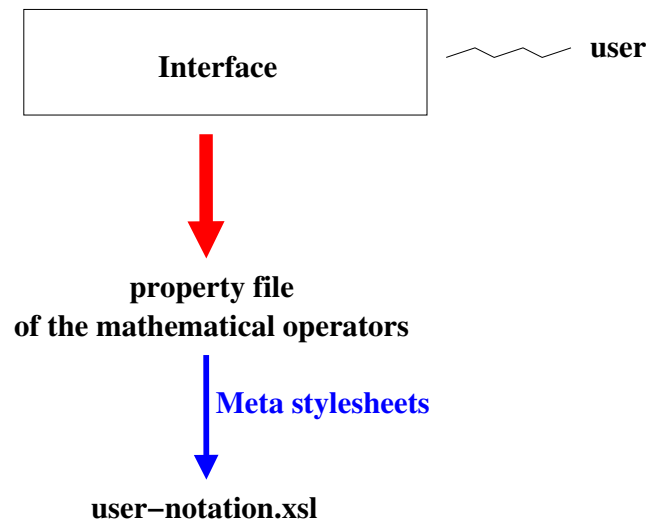 Interface
user
property file
of the mathematical operators
Meta stylesheets
user−notation.xsl